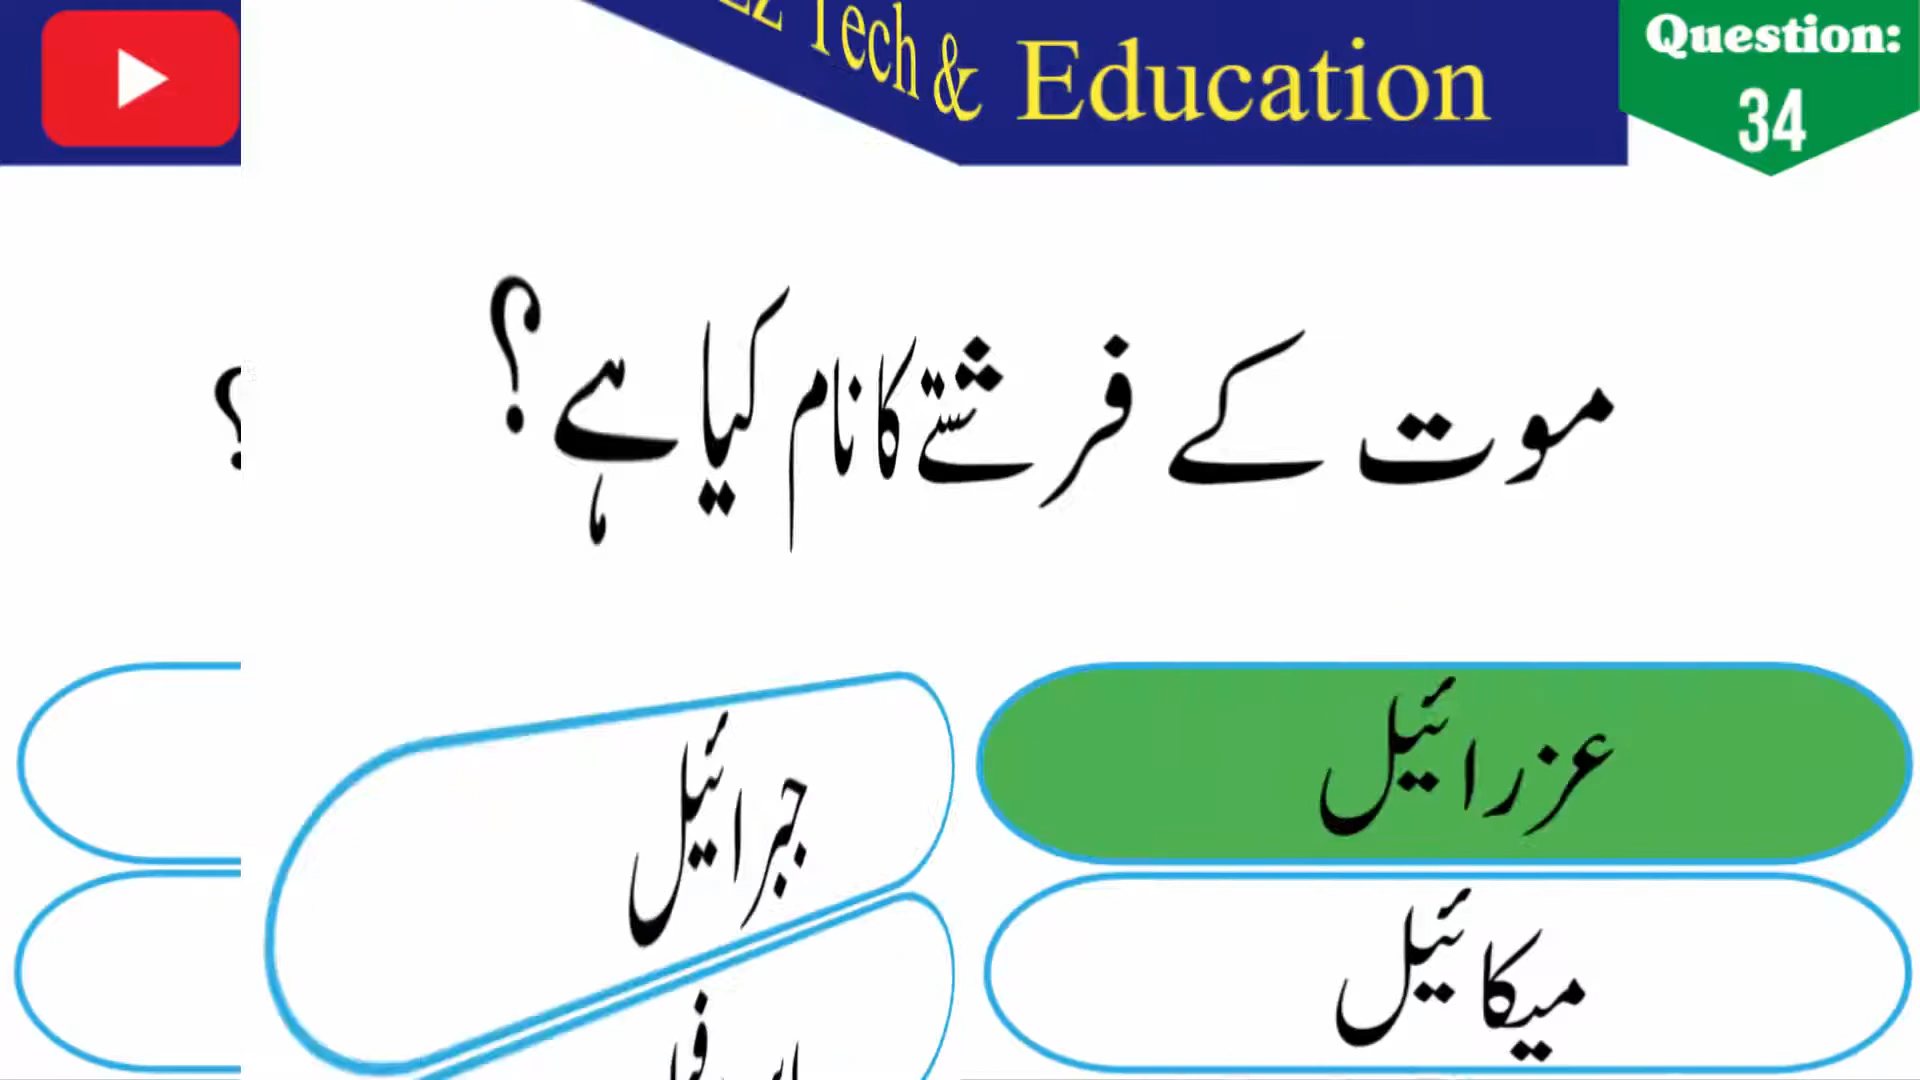 Tech & Education
Question:
34
موت کے فرشتے کا نام کیا ہے؟
؟
عزرائیل
جبرائیل
میکائیل